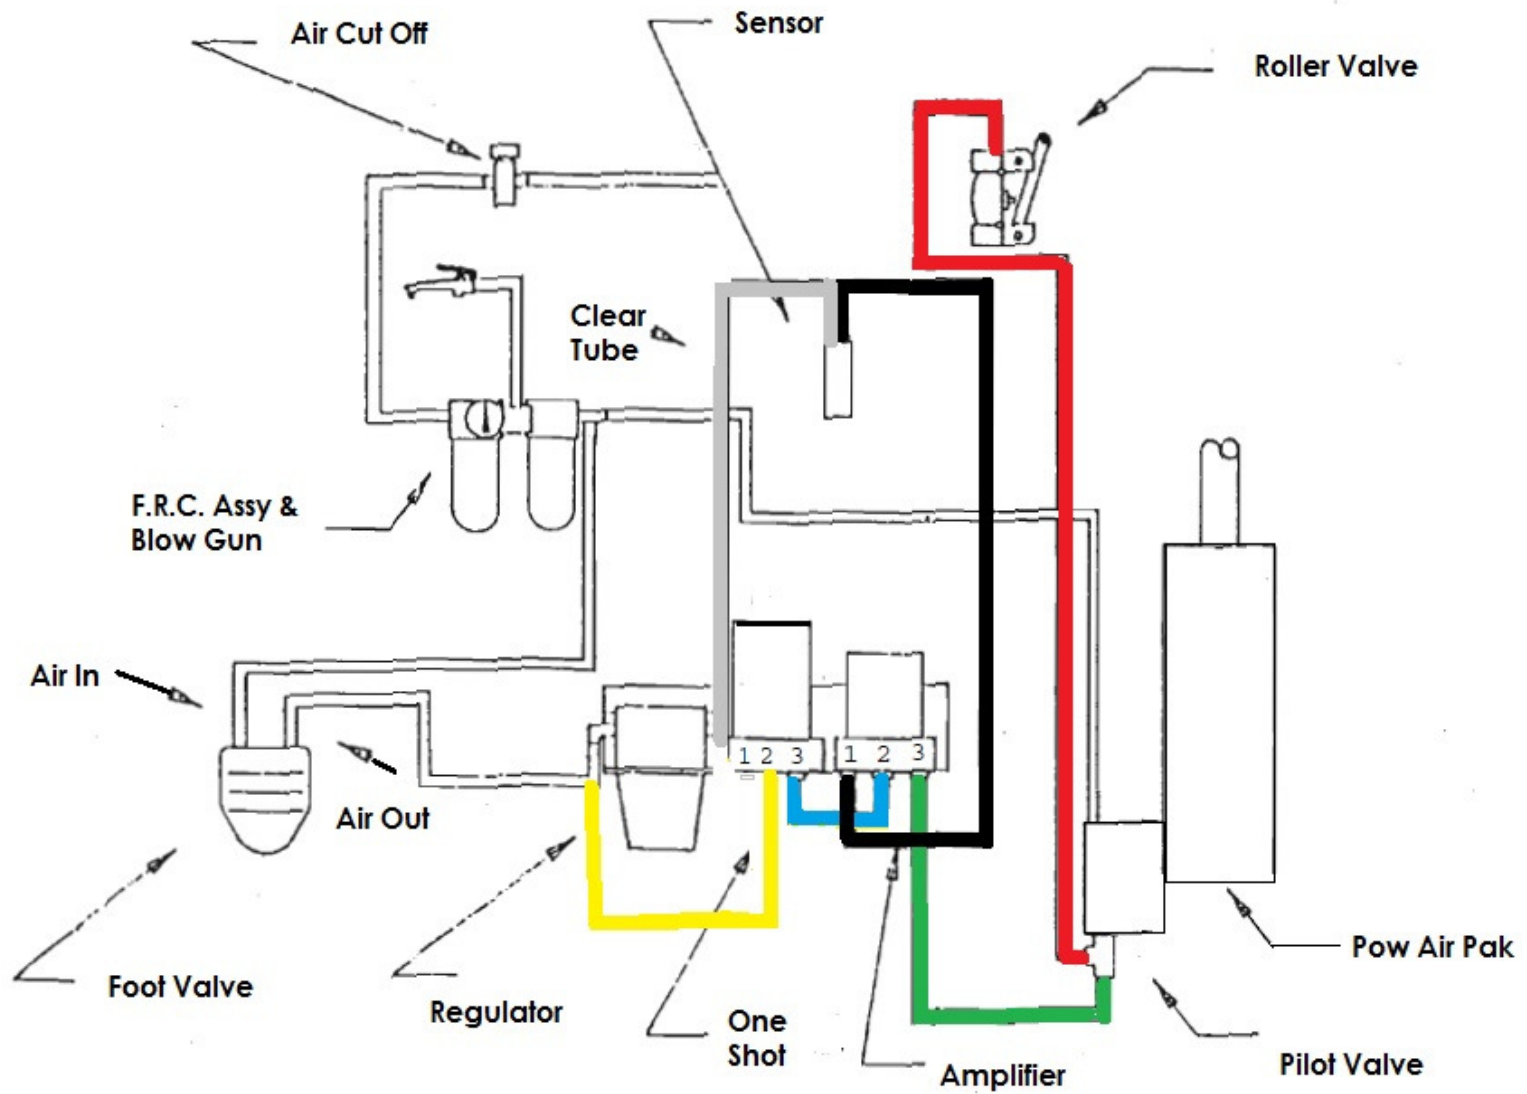 Air Cut Off
Sensor
Roller Valve
Clear
Tube
F.R.C. Assy &
Blow Gun
Air In
Air Out
1 2 3
1 2 3
Foot Valve
Regulator
One
Shot
Amplifier
Pow Air Pak
Pilot Valve